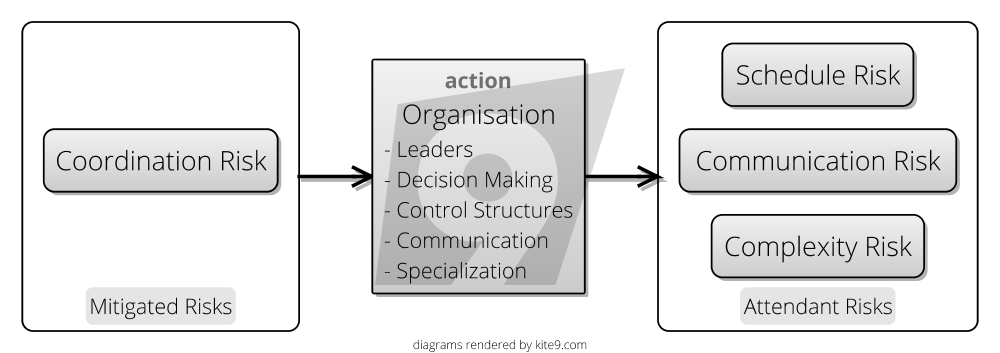 Coordination Risk
Mitigated Risks
action
Organisation
- Leaders
- Decision Making
- Control Structures
- Communication
- Specialization
Schedule Risk
Communication Risk
Complexity Risk
Attendant Risks
diagrams rendered by kite9.com